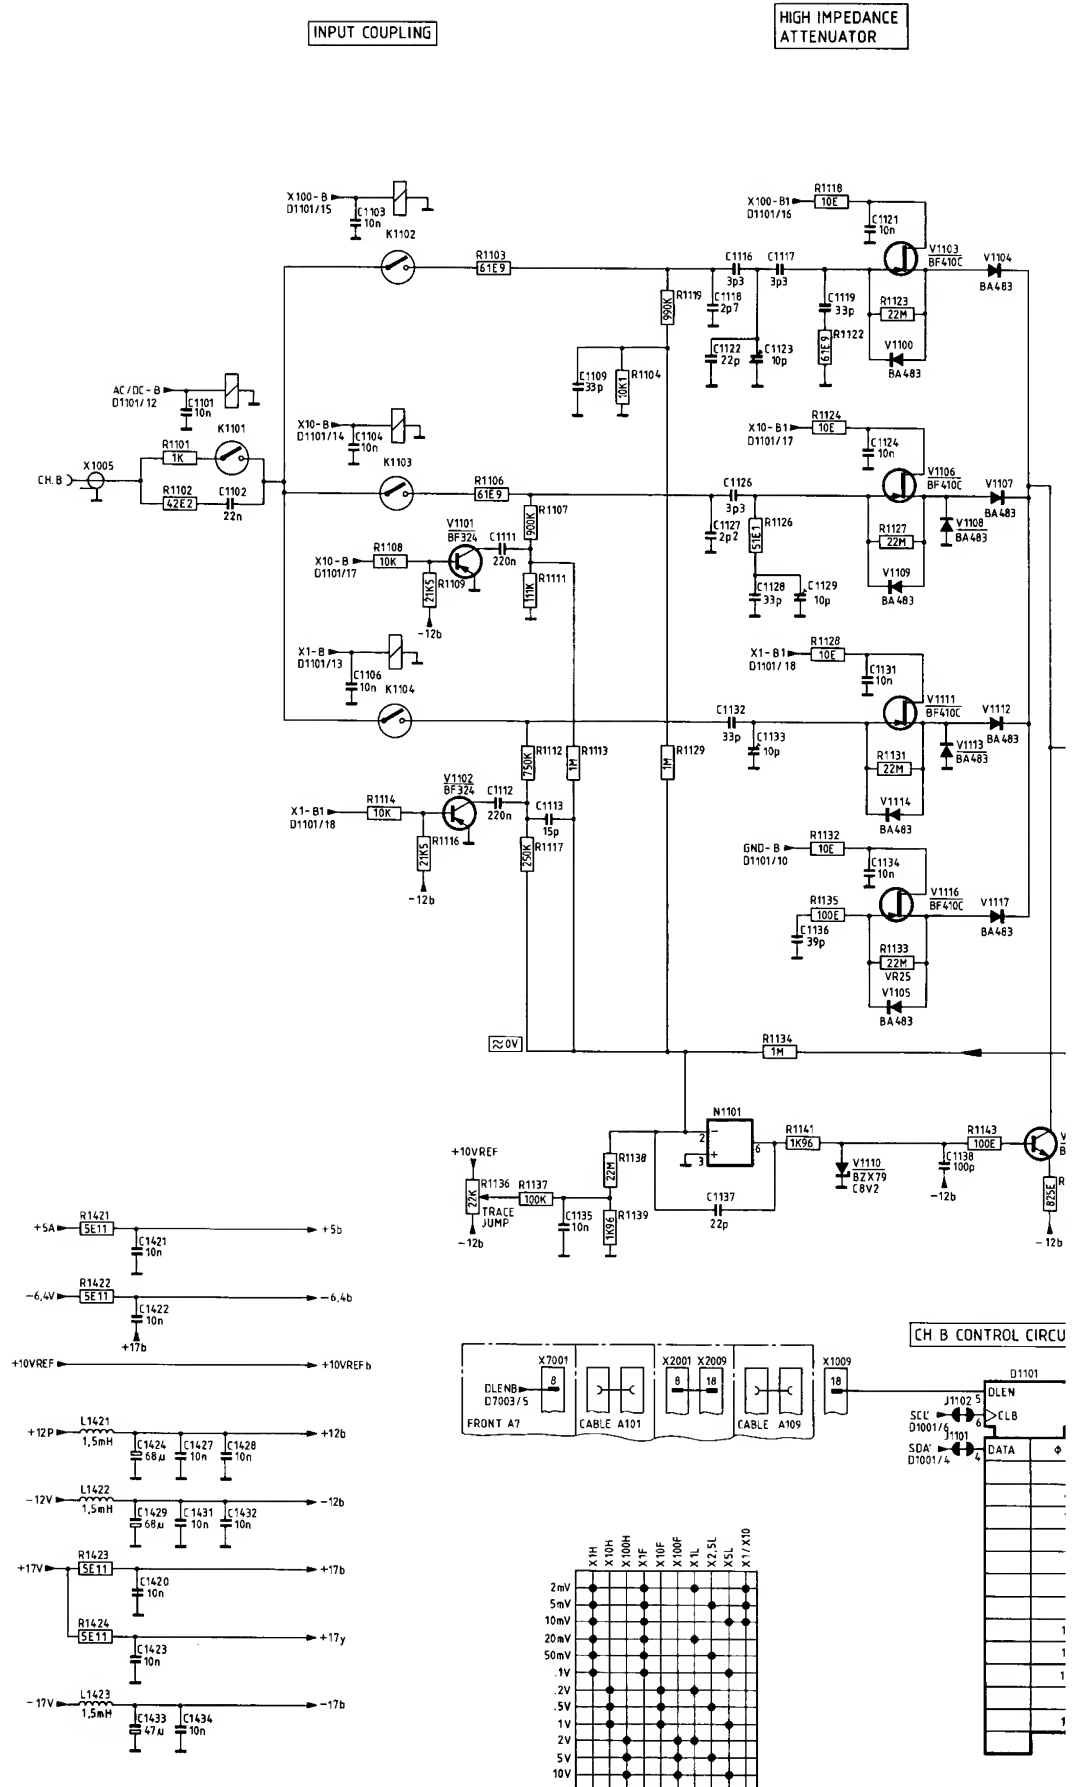 INPUT COUPLING
HIGH IMPEDANCE
ATTENUATOR
X100-B
D1101/15
C1103
10n
K1102
R1103
61E9
X100-B1
D1101/16
R1118
10E
C1121
10n
V1103
BF410C
V1104
BA483
C1116
3p3
C1117
3p3
R1119
990K
C1118
2p7
C1119
33p
R1123
22M
C1122
22p
C1123
10p
R1122
61E9
V1100
BA483
C1109
33p
R1104
10K1
AC/DC-B
D1101/12
C1101
10n
K1101
X10-B
D1101/14
C1104
10n
K1103
X10-B1
D1101/17
R1124
10E
C1124
10n
CH.B
X1005
R1101
1K
R1102
42E2
C1102
22n
R1106
61E9
R1107
900K
C1126
3p3
V1106
BF410C
V1107
BA483
C1127
2p2
R1126
51E1
R1127
22M
V1108
BA483
X10-B
D1101/17
R1108
10K
V1101
BF324
C1111
220n
R1109
21K5
R1111
111K
V1109
BA483
C1128
33p
C1129
10p
-12b
X1-B
D1101/13
C1106
10n
K1104
X1-B1
D1101/18
R1128
10E
C1131
10n
V1111
BF410C
V1112
BA483
C1132
33p
C1133
10p
V1113
BA483
R1112
750K
R1113
1M
R1129
1M
R1131
22M
X1-B1
D1101/18
R1114
10K
V1102
BF324
C1112
220n
C1113
15p
R1116
21K5
R1117
250K
V1114
BA483
-12b
GND-B
D1101/10
R1132
10E
C1134
10n
R1135
100E
V1116
BF410C
V1117
BA483
C1136
39p
R1133
22M
VR25
V1105
BA483
≈0V
R1134
1M
N1101
2
3
6
-
+
R1141
1K96
R1143
100E
V
B
+10VREF
R1136
22K
TRACE
JUMP
-12b
R1137
100K
C1135
10n
R1138
22M
R1139
1K96
C1137
22p
V1110
BZX79
C8V2
C1138
100p
-12b
R
825E
-12b
+5A
R1421
5E11
+5b
C1421
10n
-6,4V
R1422
5E11
-6,4b
C1422
10n
+17b
+10VREF
+10VREFb
+12P
L1421
1,5mH
+12b
C1424
68µ
C1427
10n
C1428
10n
-12V
L1422
1,5mH
-12b
C1429
68µ
C1431
10n
C1432
10n
+17V
R1423
5E11
+17b
C1420
10n
R1424
5E11
+17y
C1423
10n
-17V
L1423
1,5mH
-17b
C1433
47µ
C1434
10n
CH B CONTROL CIRCU
X7001
8
DLENB
D7003/5
FRONT A7
CABLE A101
X2001 X2009
8
18
CABLE A109
X1009
18
D1101
DLEN
5
SCL'
D1001/6
J1102
6
CLB
J1101
SDA'
D1001/4
4
DATA
Φ
1
1
1
1
X1H X10H X100H X1F X10F X100F X1L X2,5L X5L X1/X10
2mV
5mV
10mV
20mV
50mV
.1V
.2V
.5V
1V
2V
5V
10V